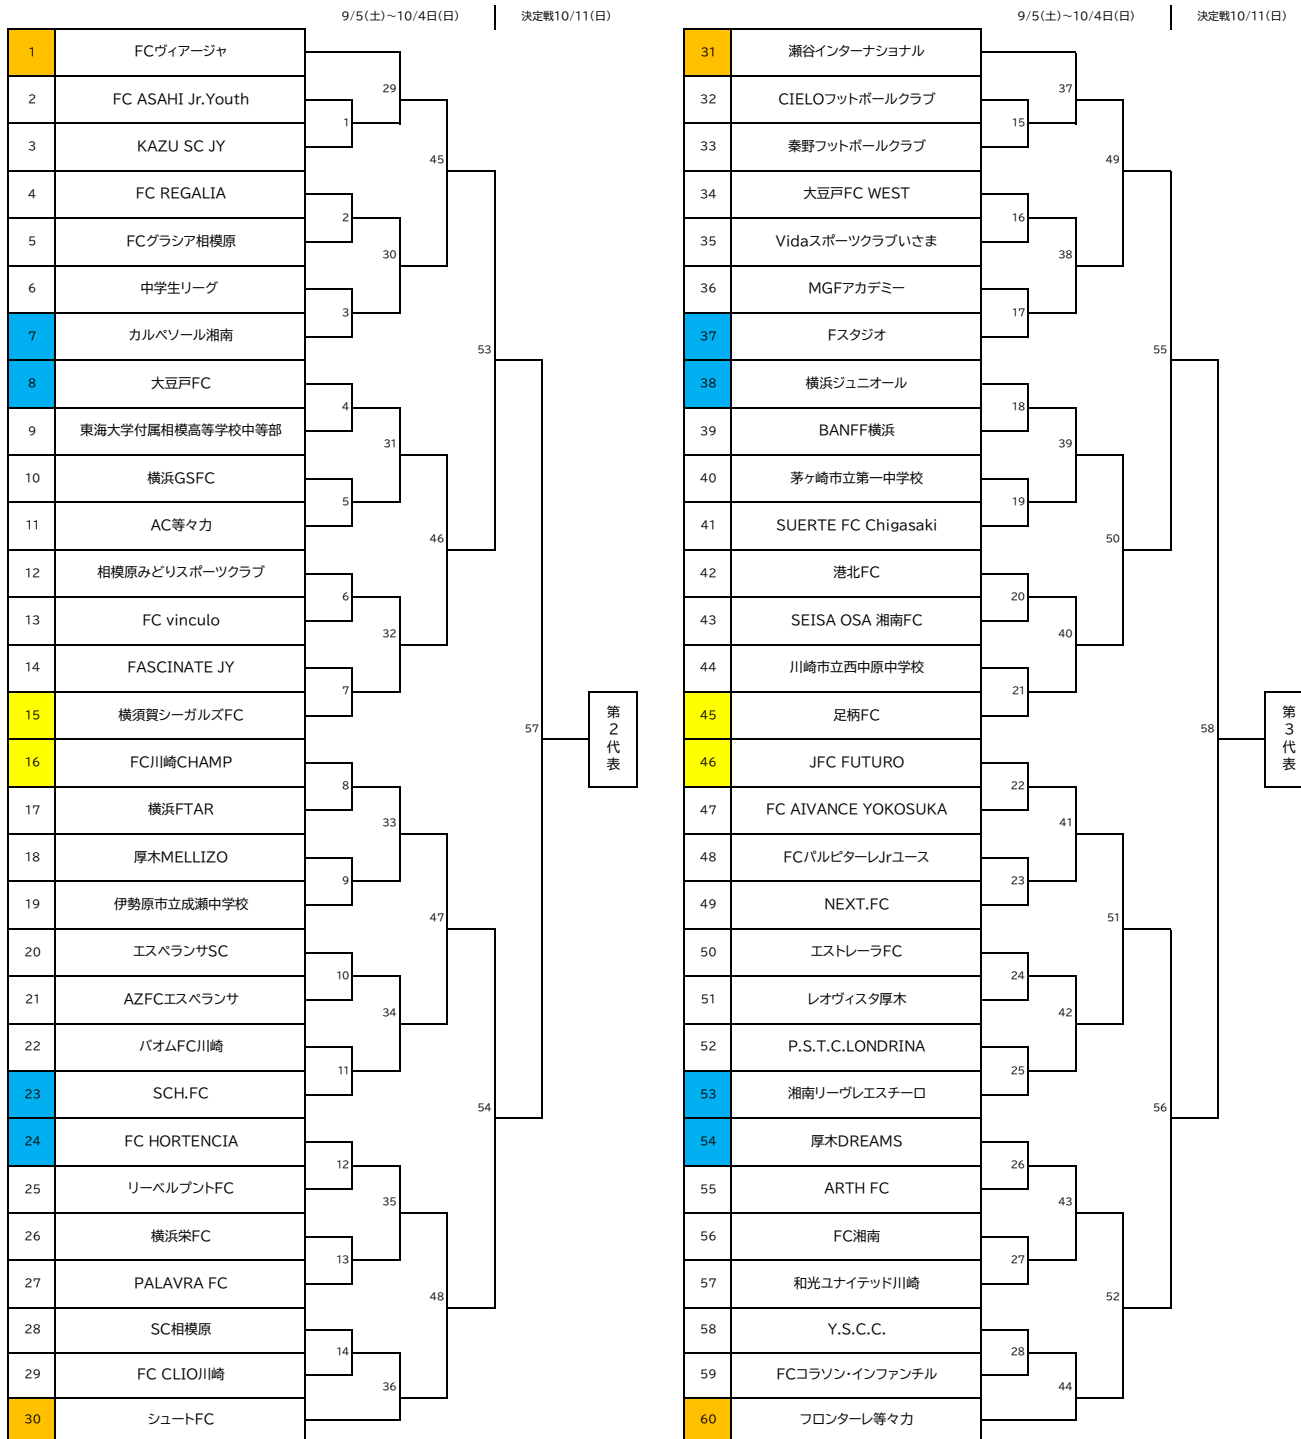 9/5(土)～10/4日(日) 決定戦10/11(日)
1 FCヴィアージャ
2 FC ASAHI Jr.Youth
3 KAZU SC JY
4 FC REGALIA
5 FCグラシア相模原
6 中学生リーグ
7 カルペソール湘南
8 大豆戸FC
9 東海大学付属相模高等学校中等部
10 横浜GSFC
11 AC等々力
12 相模原みどりスポーツクラブ
13 FC vinculo
14 FASCINATE JY
15 横須賀シーガルズFC
16 FC川崎CHAMP
17 横浜FTAR
18 厚木MELLIZO
19 伊勢原市立成瀬中学校
20 エスペランサSC
21 AZFCエスペランサ
22 バオムFC川崎
23 SCH.FC
24 FC HORTENCIA
25 リーベルプントFC
26 横浜栄FC
27 PALAVRA FC
28 SC相模原
29 FC CLIO川崎
30 シュートFC
1
2
3
4
5
6
7
8
9
10
11
12
13
14
29
30
31
32
33
34
35
36
45
46
47
48
53
54
57
第2代表
9/5(土)～10/4日(日) 決定戦10/11(日)
31 瀬谷インターナショナル
32 CIELOフットボールクラブ
33 秦野フットボールクラブ
34 大豆戸FC WEST
35 Vidaスポーツクラブいさま
36 MGFアカデミー
37 Fスタジオ
38 横浜ジュニオール
39 BANFF横浜
40 茅ヶ崎市立第一中学校
41 SUERTE FC Chigasaki
42 港北FC
43 SEISA OSA 湘南FC
44 川崎市立西中原中学校
45 足柄FC
46 JFC FUTURO
47 FC AIVANCE YOKOSUKA
48 FCパルピターレJrユース
49 NEXT.FC
50 エストレーラFC
51 レオヴィスタ厚木
52 P.S.T.C.LONDRINA
53 湘南リーヴレエスチーロ
54 厚木DREAMS
55 ARTH FC
56 FC湘南
57 和光ユナイテッド川崎
58 Y.S.C.C.
59 FCコラソン・インファンチル
60 フロンターレ等々力
15
16
17
18
19
20
21
22
23
24
25
26
27
28
37
38
39
40
41
42
43
44
49
50
51
52
55
56
58
第3代表